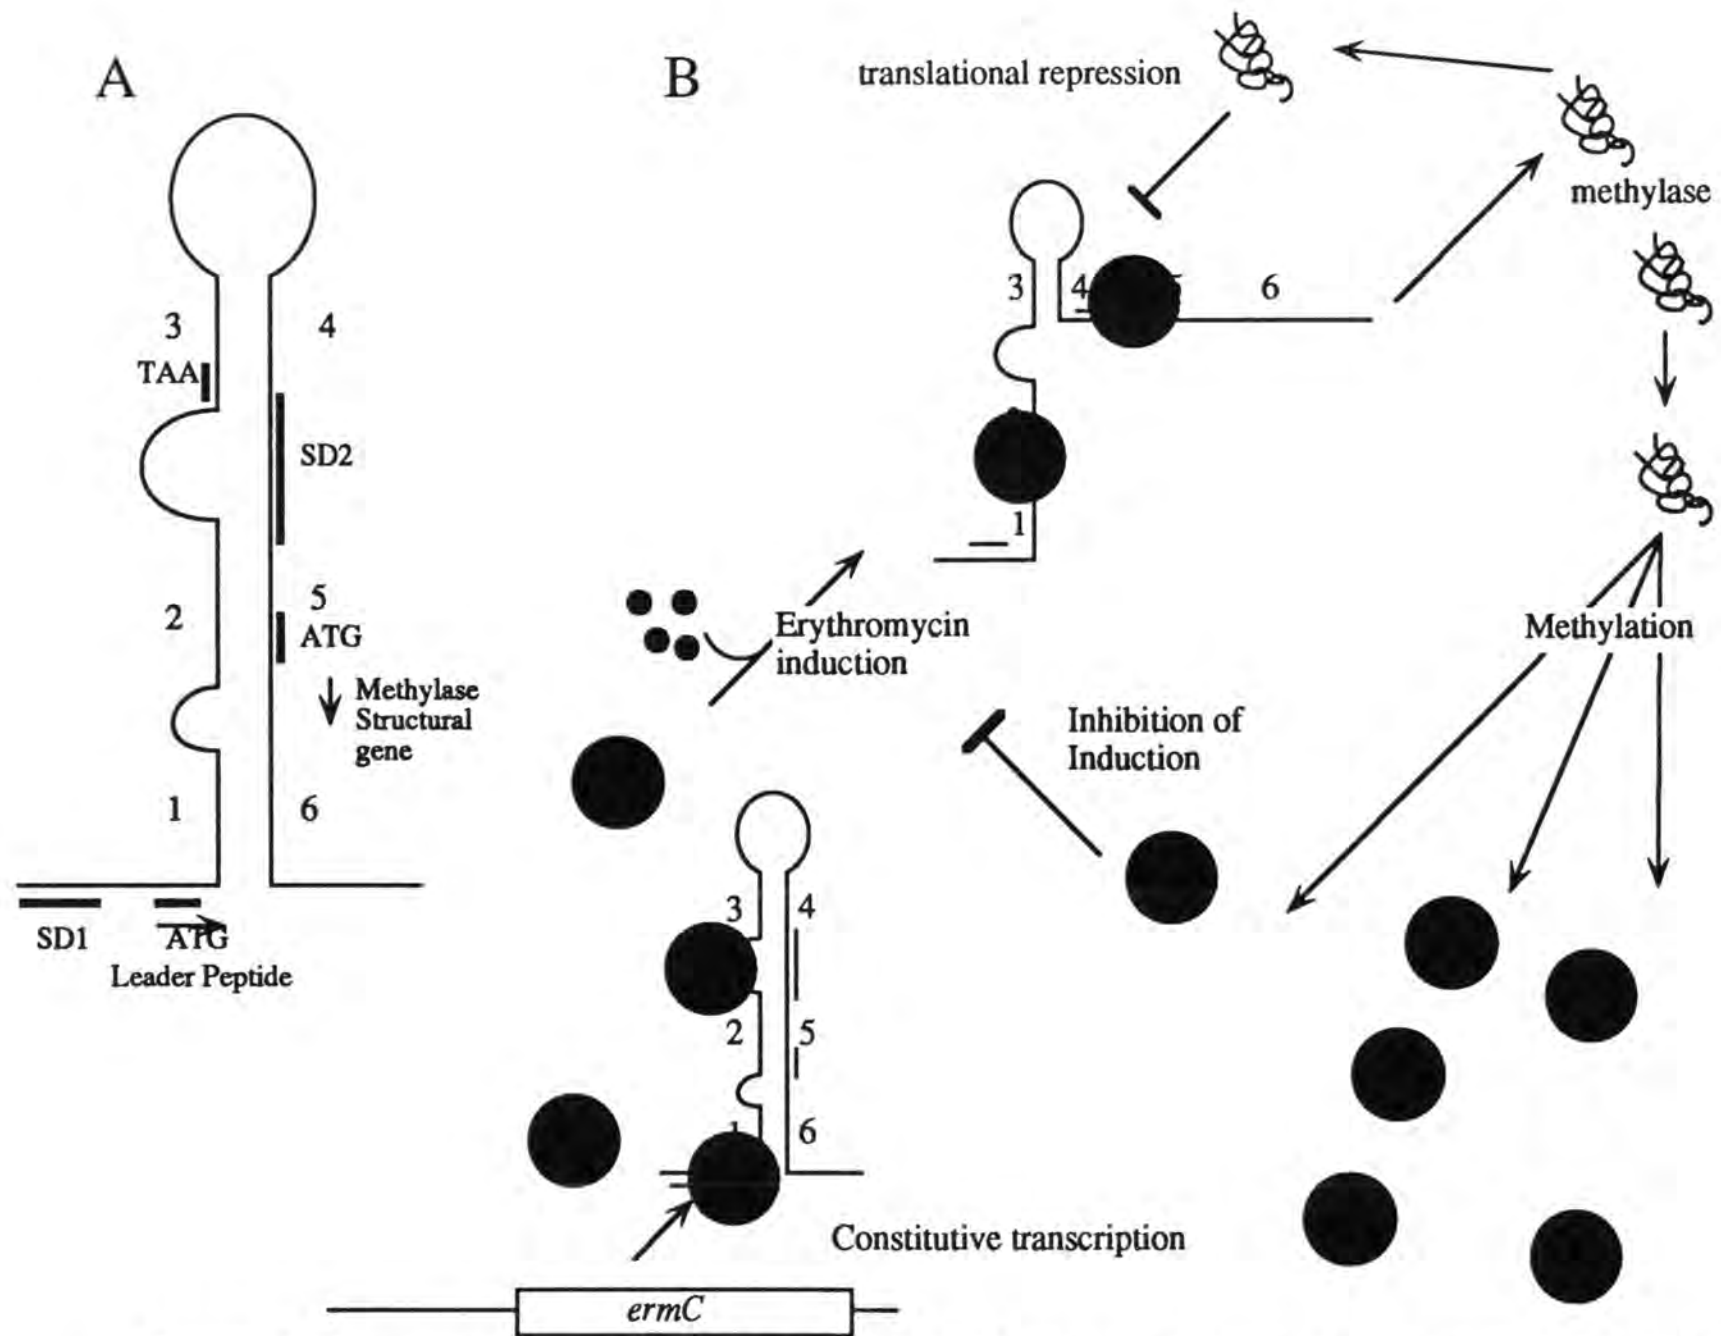 A
3
4
TAA
SD2
2
5
ATG
Methylase
Structural
gene
1
6
SD1
ATG
Leader Peptide
B
translational repression
methylase
3
4
6
1
Erythromycin
induction
Methylation
Inhibition of
Induction
3
4
2
5
6
Constitutive transcription
ermC